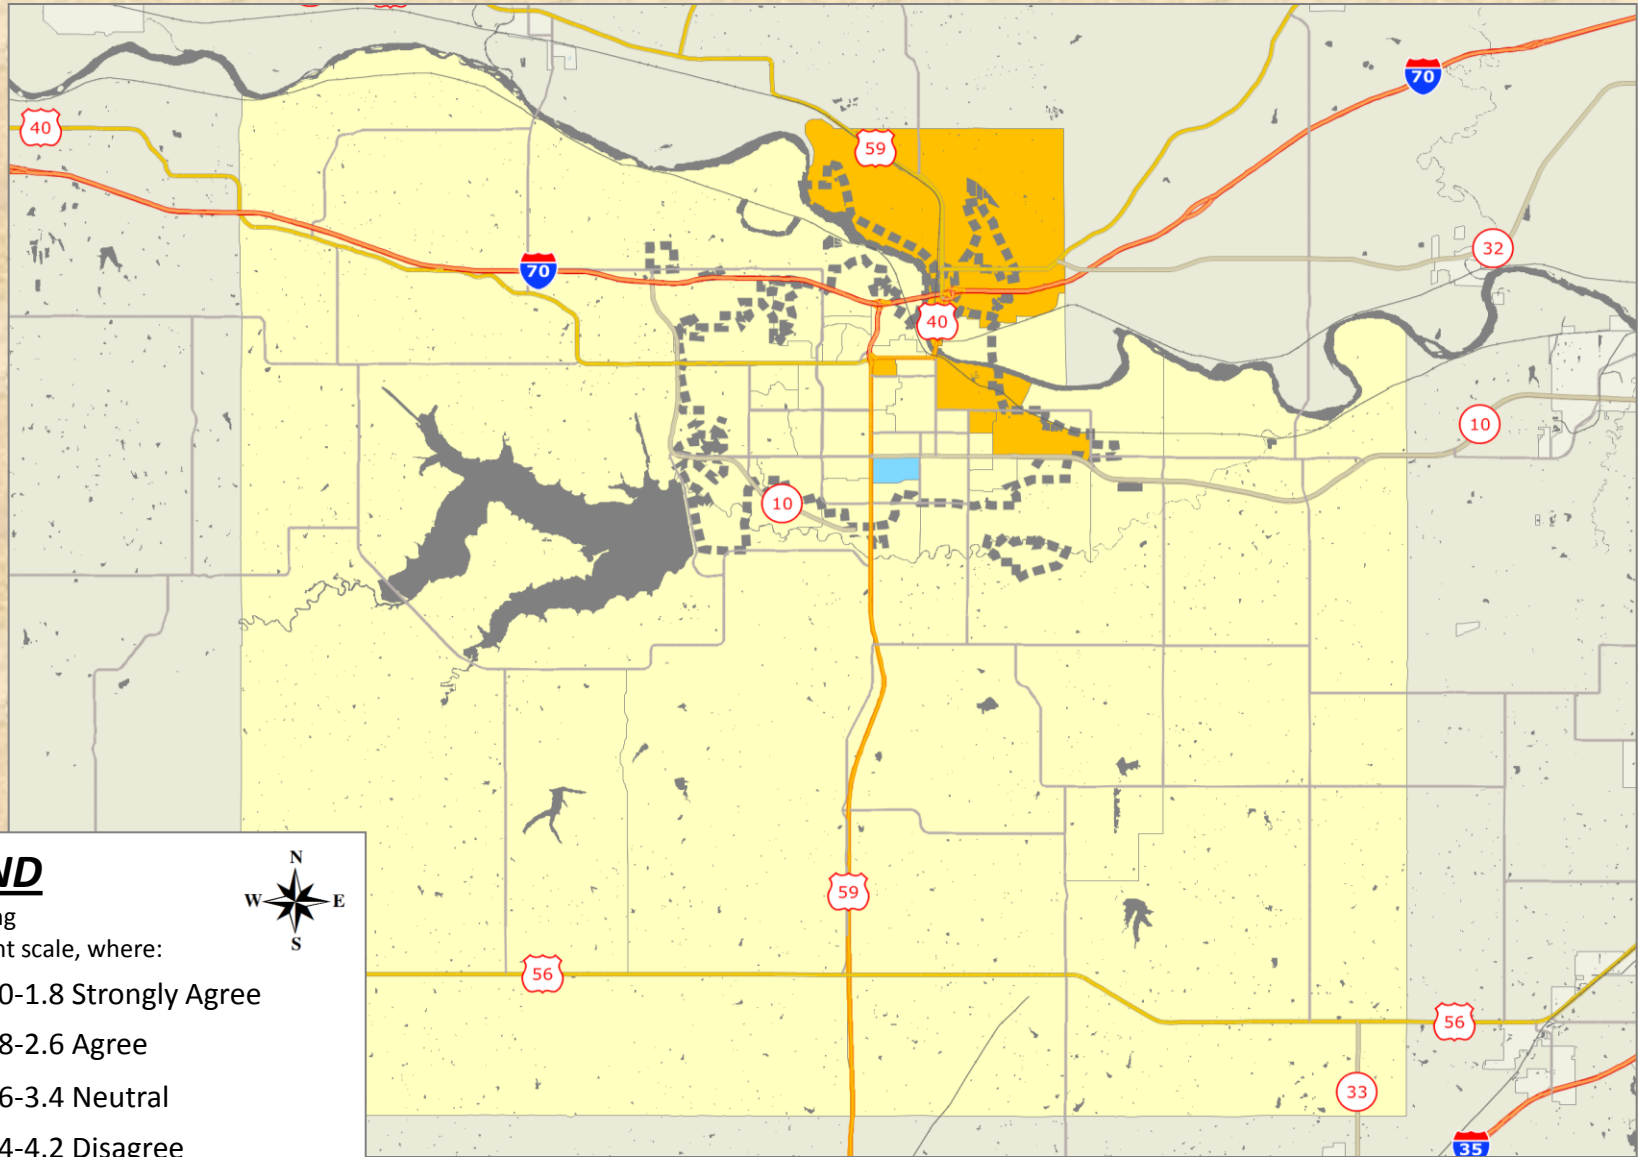 40
59
70
32
70
40
10
10
59
56
56
33
35
ND
N
W E
S
ng
nt scale, where:
0-1.8 Strongly Agree
8-2.6 Agree
6-3.4 Neutral
4-4.2 Disagree